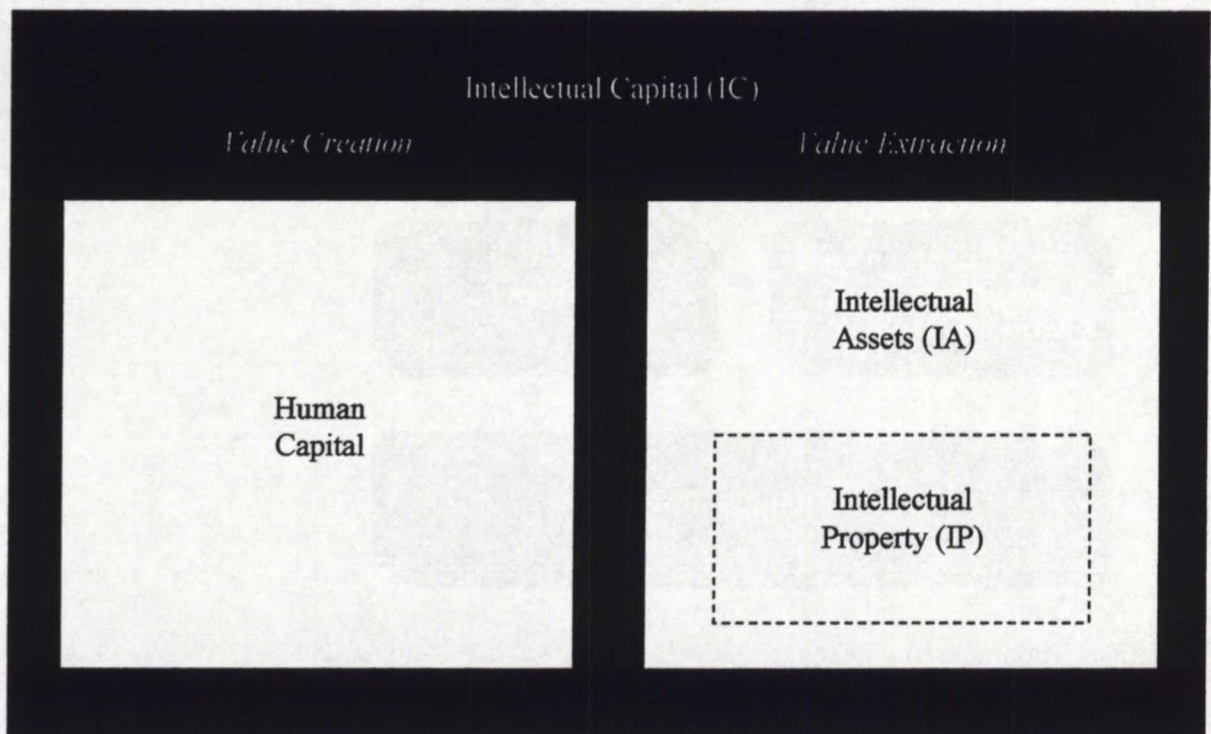 Intellectual Capital (IC)
Value Creation
Value Extraction
Human
Capital
Intellectual
Assets (IA)
Intellectual
Property (IP)